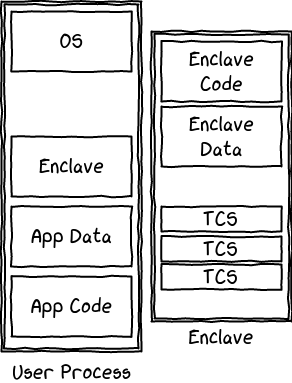 OS
Enclave
App Data
App Code
User Process
Enclave
Code
Enclave
Data
TCS
TCS
TCS
Enclave